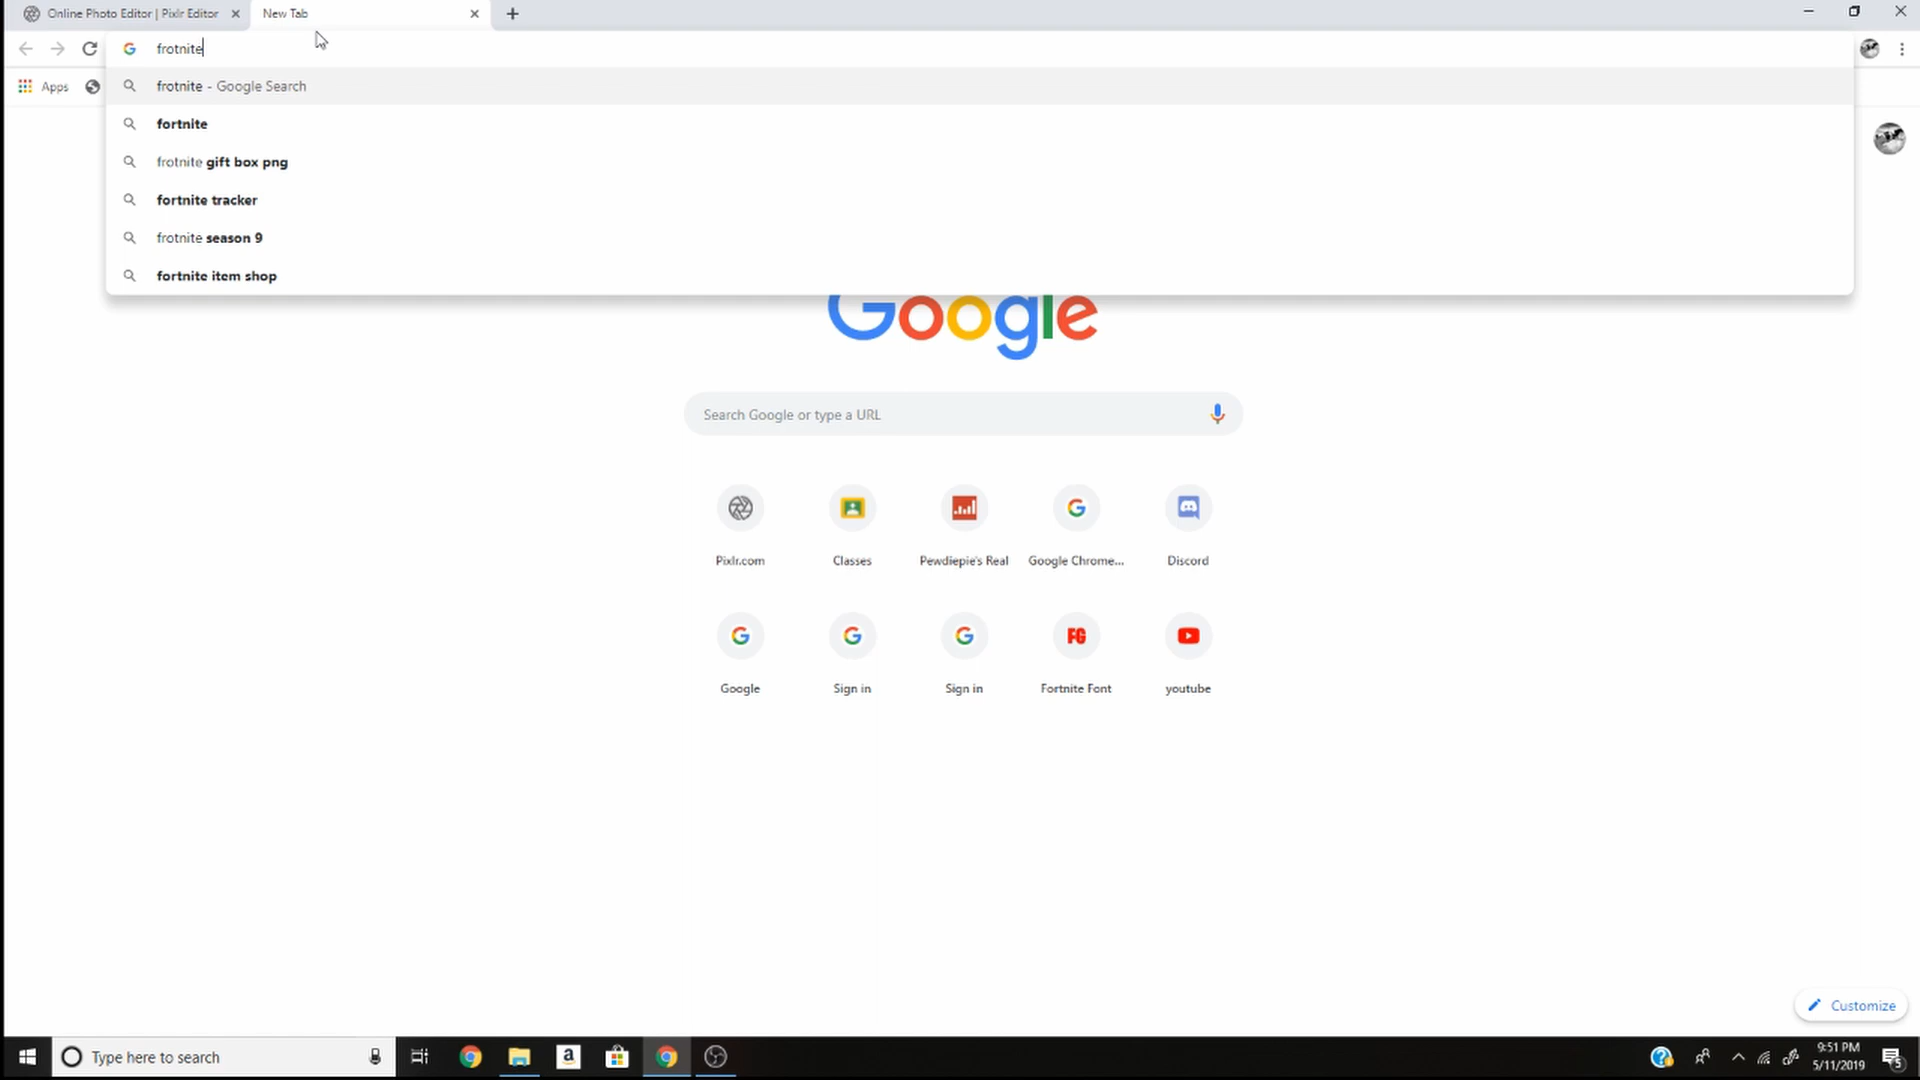 Online Photo Editor | Pixlr Editor
New Tab
frotnite
Apps
frotnite - Google Search
fortnite
frotnite gift box png
fortnite tracker
frotnite season 9
fortnite item shop
Google
Search Google or type a URL
Pixlr.com
Classes
Pewdiepie's Real
Google Chrome...
Discord
Google
Sign in
Sign in
FG
Fortnite Font
youtube
Customize
Type here to search
a
9:51 PM
5/11/2019
5